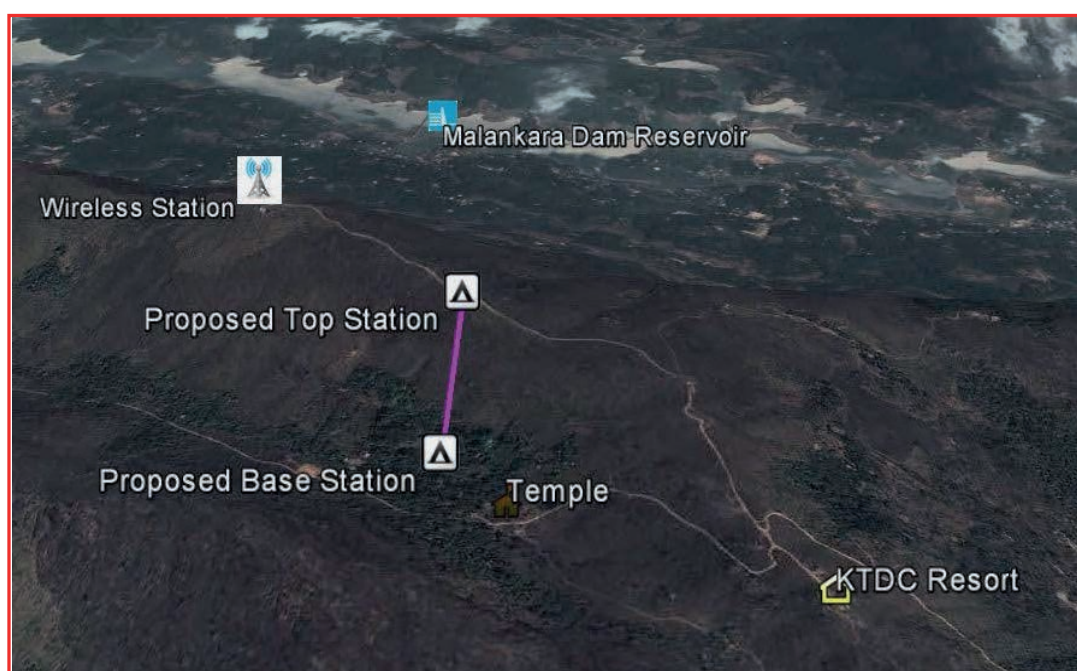 Malankara Dam Reservoir
Wireless Station
Proposed Top Station
Proposed Base Station
Temple
KTDC Resort